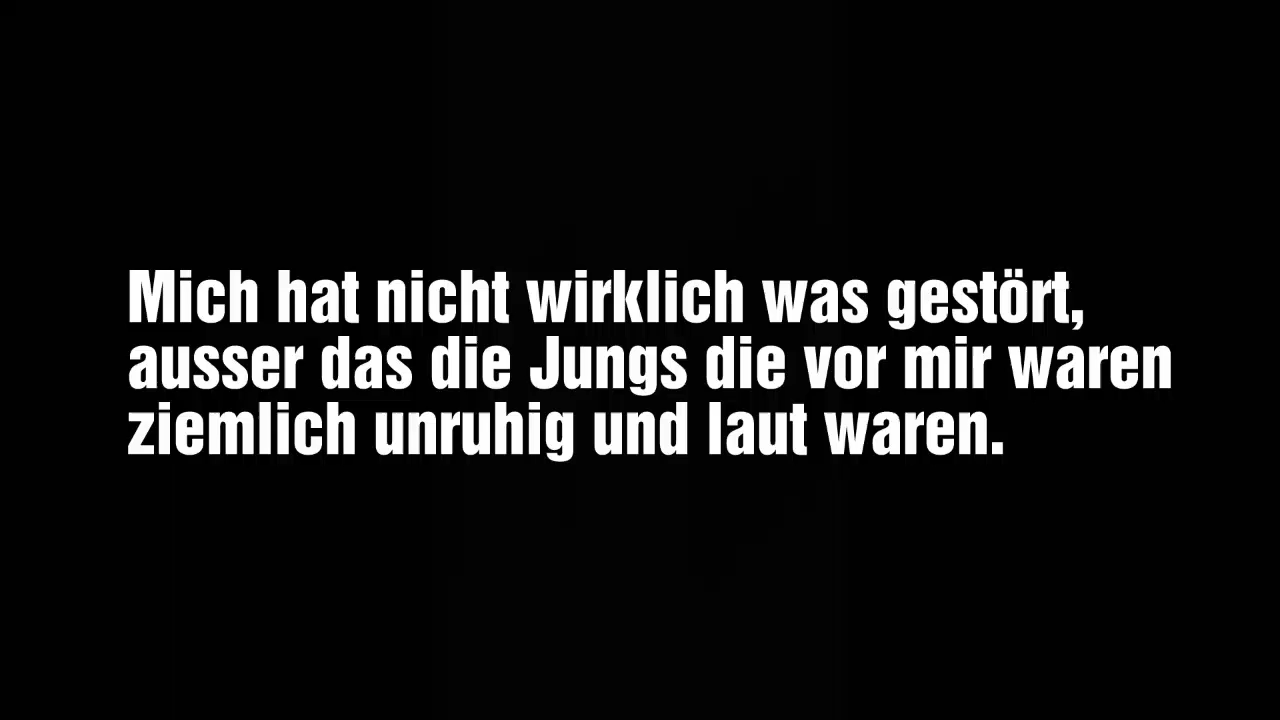 Mich hat nicht wirklich was gestört,
ausser das die Jungs die vor mir waren
ziemlich unruhig und laut waren.